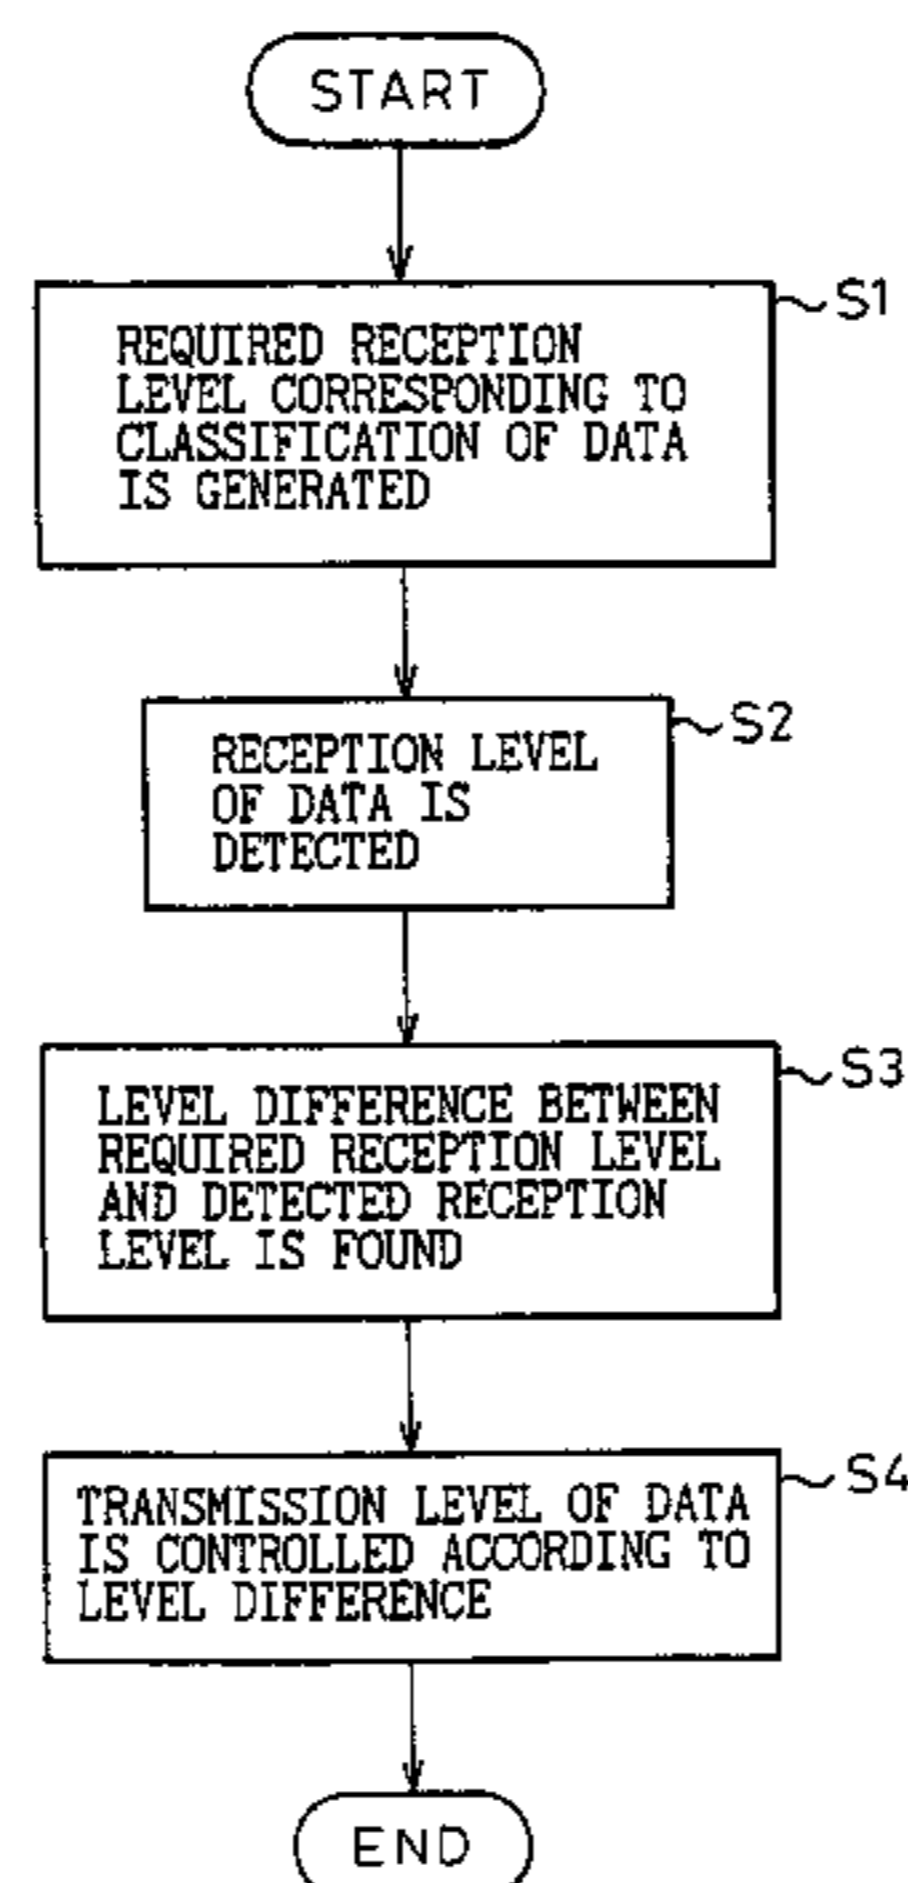 START
S1
REQUIRED RECEPTION
LEVEL CORRESPONDING TO
CLASSIFICATION OF DATA
IS GENERATED
S2
RECEPTION LEVEL
OF DATA IS
DETECTED
S3
LEVEL DIFFERENCE BETWEEN
REQUIRED RECEPTION LEVEL
AND DETECTED RECEPTION
LEVEL IS FOUND
S4
TRANSMISSION LEVEL OF DATA
IS CONTROLLED ACCORDING TO
LEVEL DIFFERENCE
END